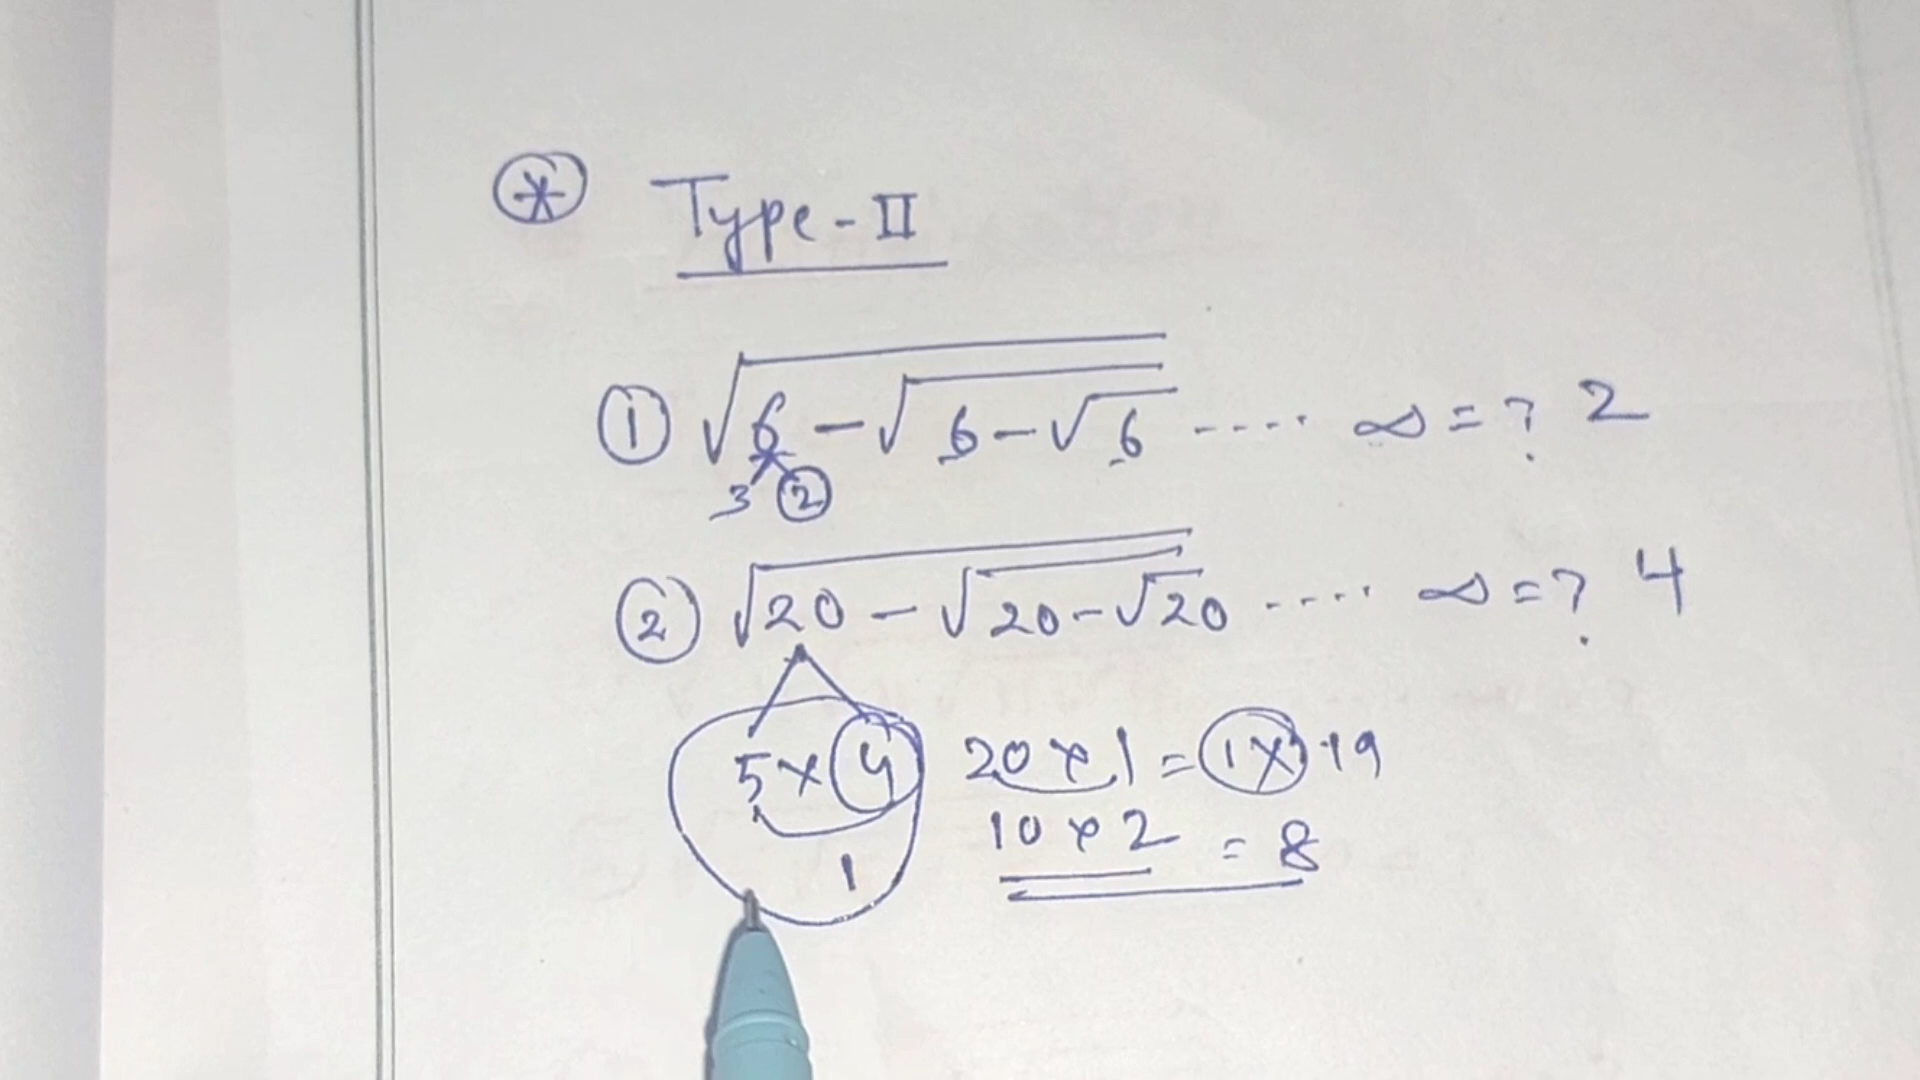 * Type-II
① √6-√6-√6 ..... ∞ = ? 2
3 2
② √20-√20-√20 ..... ∞ = ? 4
5 × 4 20 × 1 = 1× 19
1 10 × 2 = 8